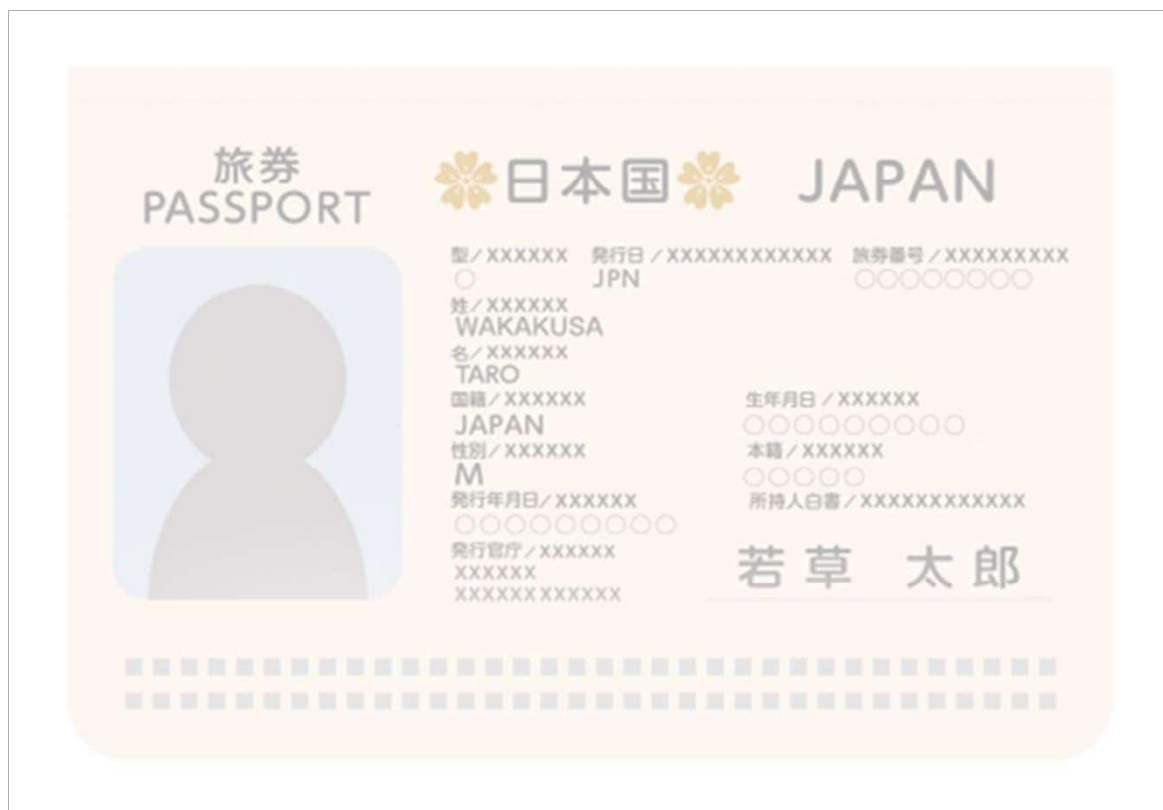 旅券
PASSPORT
日本国
JAPAN
型/XXXXXX 発行日/XXXXXXXXXXXX 旅券番号/XXXXXXXXX
○ JPN ○○○○○○○
姓/XXXXXX
WAKAKUSA
名/XXXXXX
TARO
国籍/XXXXXX 生年月日/XXXXXX
JAPAN ○○○○○○○○○
性別/XXXXXX 本籍/XXXXXX
M ○○○○○
発行年月日/XXXXXX 所持人白書/XXXXXXXXXXXX
○○○○○○○○○
発行官庁/XXXXXX
XXXXXX
XXXXXX XXXXXX
若草 太郎